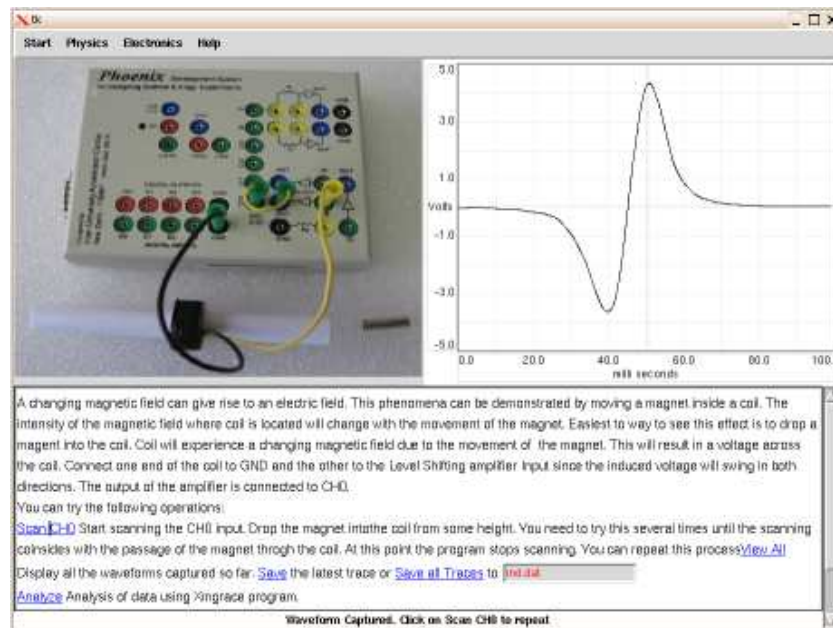 tk
Start Physics Electronics Help
Phoenix
5.0
3.0
1.0
Volts
-1.0
-3.0
-5.0
0.0 20.0 40.0 60.0 80.0 100.
milli seconds
A changing magnetic field can give rise to an electric field. This phenomena can be demonstrated by moving a magnet inside a coil. The
intensity of the magnetic field where coil is located will change with the movement of the magnet. Easiest to way to see this effect is to drop a
magent into the coil. Coil will experience a changing magnetic field due to the movement of the magnet. This will result in a voltage across
the coil. Connect one end of the coil to GND and the other to the Level Shifting amplifier Input since the induced voltage will swing in both
directions. The output of the amplifier is connected to CH0.
You can try the following operations:
Scan CH0 Start scanning the CH0 input. Drop the magnet intothe coil from some height. You need to try this several times until the scanning
coinsides with the passage of the magnet throgh the coil. At this point the program stops scanning. You can repeat this processView All
Display all the waveforms captured so far. Save the latest trace or Save all Traces to ind.dat
Analyze Analysis of data using Xmgrace program.
Waveform Captured. Click on Scan CH0 to repeat